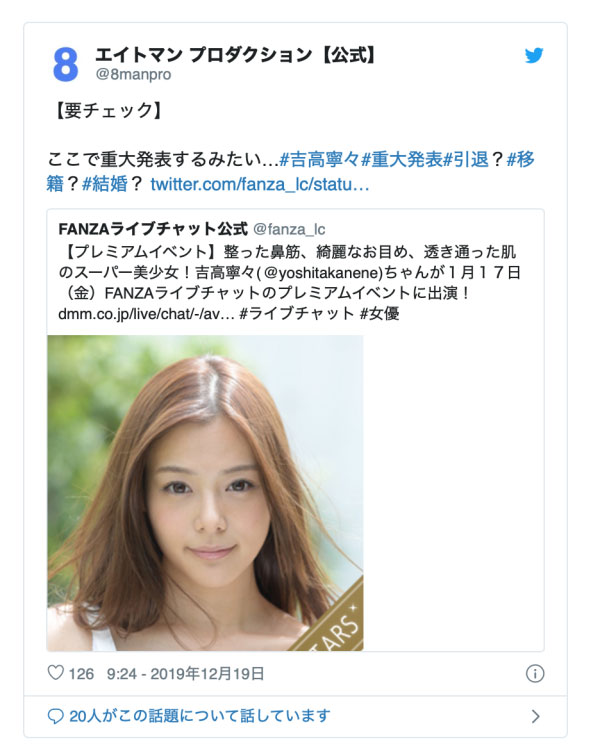 8 エイトマン プロダクション【公式】
@8manpro
【要チェック】
ここで重大発表するみたい…#吉高寧々#重大発表#引退？#移
籍？#結婚？ twitter.com/fanza_lc/statu…
FANZAライブチャット公式 @fanza_lc
【プレミアムイベント】整った鼻筋、綺麗なお目め、透き通った肌
のスーパー美少女！吉高寧々( @yoshitakanene)ちゃんが１月１７日
（金）FANZAライブチャットのプレミアムイベントに出演！
dmm.co.jp/live/chat/-/av… #ライブチャット #女優
TARS
126 9:24 - 2019年12月19日
20人がこの話題について話しています